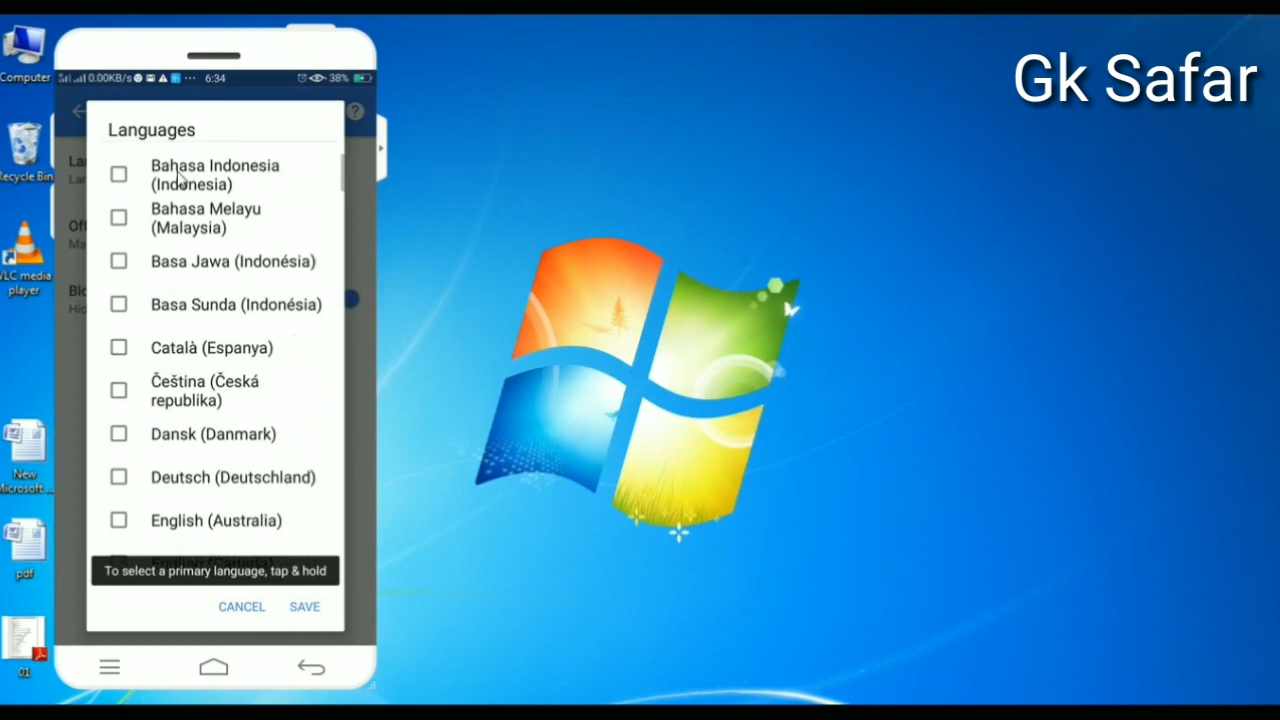 Gk Safar
Computer
Recycle Bin
VLC media
player
New
Microsoft ...
pdf
01
0.00KB/s
6:34
38%
Languages
Bahasa Indonesia
(Indonesia)
Bahasa Melayu
(Malaysia)
Basa Jawa (Indonésia)
Basa Sunda (Indonésia)
Català (Espanya)
Čeština (Česká
republika)
Dansk (Danmark)
Deutsch (Deutschland)
English (Australia)
English (Canada)
To select a primary language, tap & hold
CANCEL
SAVE